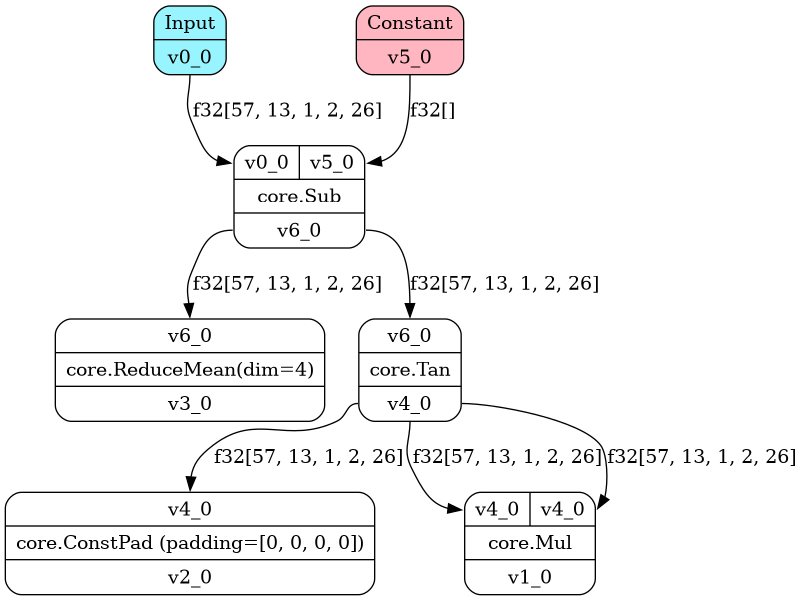 Input
v0_0
Constant
v5_0
f32[57, 13, 1, 2, 26]
f32[]
v0_0 v5_0
core.Sub
v6_0
f32[57, 13, 1, 2, 26]
f32[57, 13, 1, 2, 26]
v6_0
core.ReduceMean(dim=4)
v3_0
v6_0
core.Tan
v4_0
f32[57, 13, 1, 2, 26]
f32[57, 13, 1, 2, 26]
f32[57, 13, 1, 2, 26]
v4_0
core.ConstPad (padding=[0, 0, 0, 0])
v2_0
v4_0 v4_0
core.Mul
v1_0